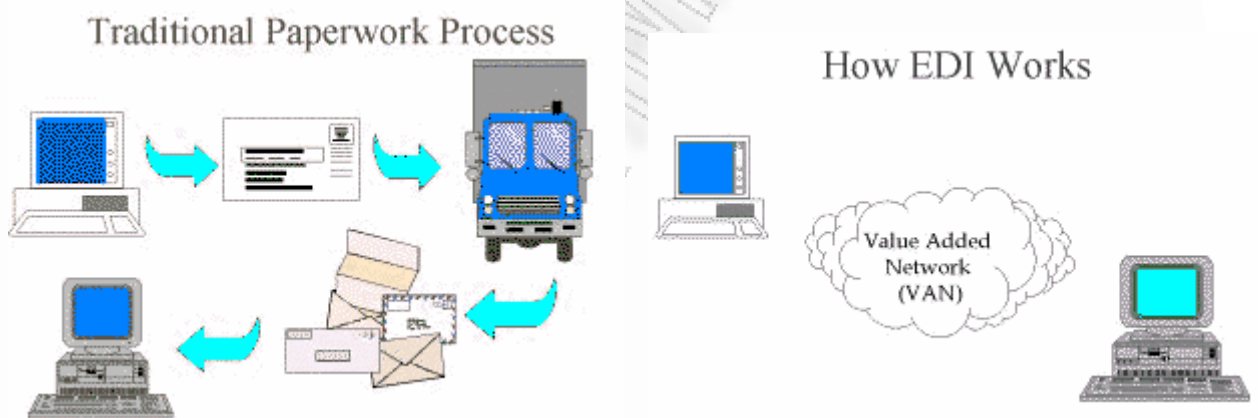 Traditional Paperwork Process
How EDI Works
Value Added
Network
(VAN)